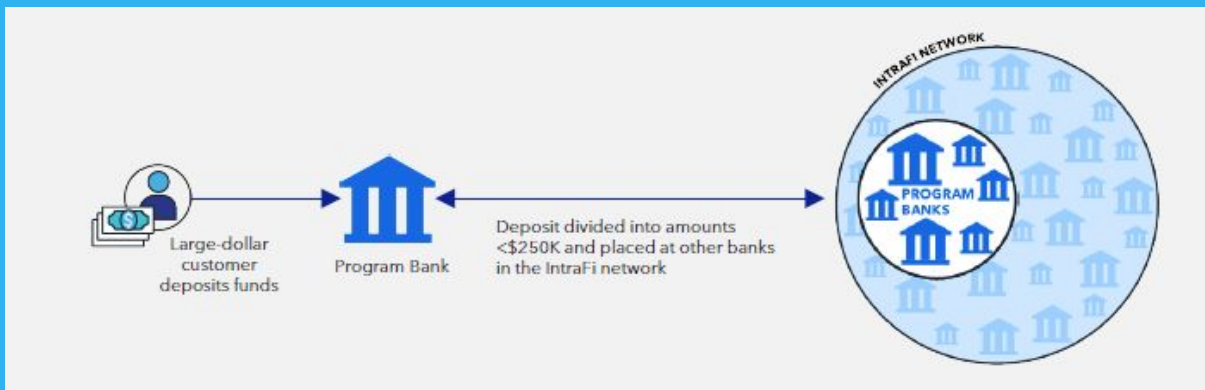 INTRAFI NETWORK
PROGRAM
BANKS
Large-dollar
customer
deposits funds
Program Bank
Deposit divided into amounts
<$250K and placed at other banks
in the IntraFi network
$